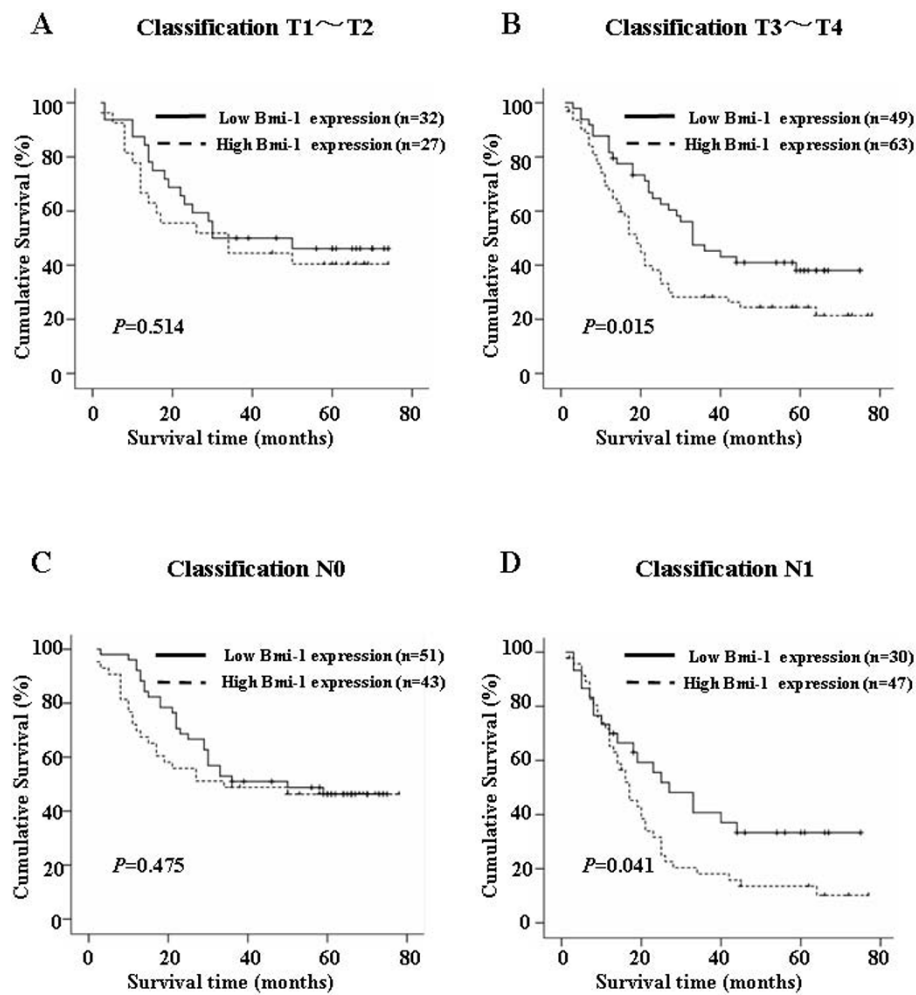 A
Classification T1～T2
100
80
60
40
20
0
Cumulative Survival (%)
Low Bmi-1 expression (n=32)
High Bmi-1 expression (n=27)
P=0.514
0 20 40 60 80
Survival time (months)
B
Classification T3～T4
100
80
60
40
20
0
Cumulative Survival (%)
Low Bmi-1 expression (n=49)
High Bmi-1 expression (n=63)
P=0.015
0 20 40 60 80
Survival time (months)
C
Classification N0
100
80
60
40
20
0
Cumulative Survival (%)
Low Bmi-1 expression (n=51)
High Bmi-1 expression (n=43)
P=0.475
0 20 40 60 80
Survival time (months)
D
Classification N1
100
80
60
40
20
0
Cumulative Survival (%)
Low Bmi-1 expression (n=30)
High Bmi-1 expression (n=47)
P=0.041
0 20 40 60 80
Survival time (months)